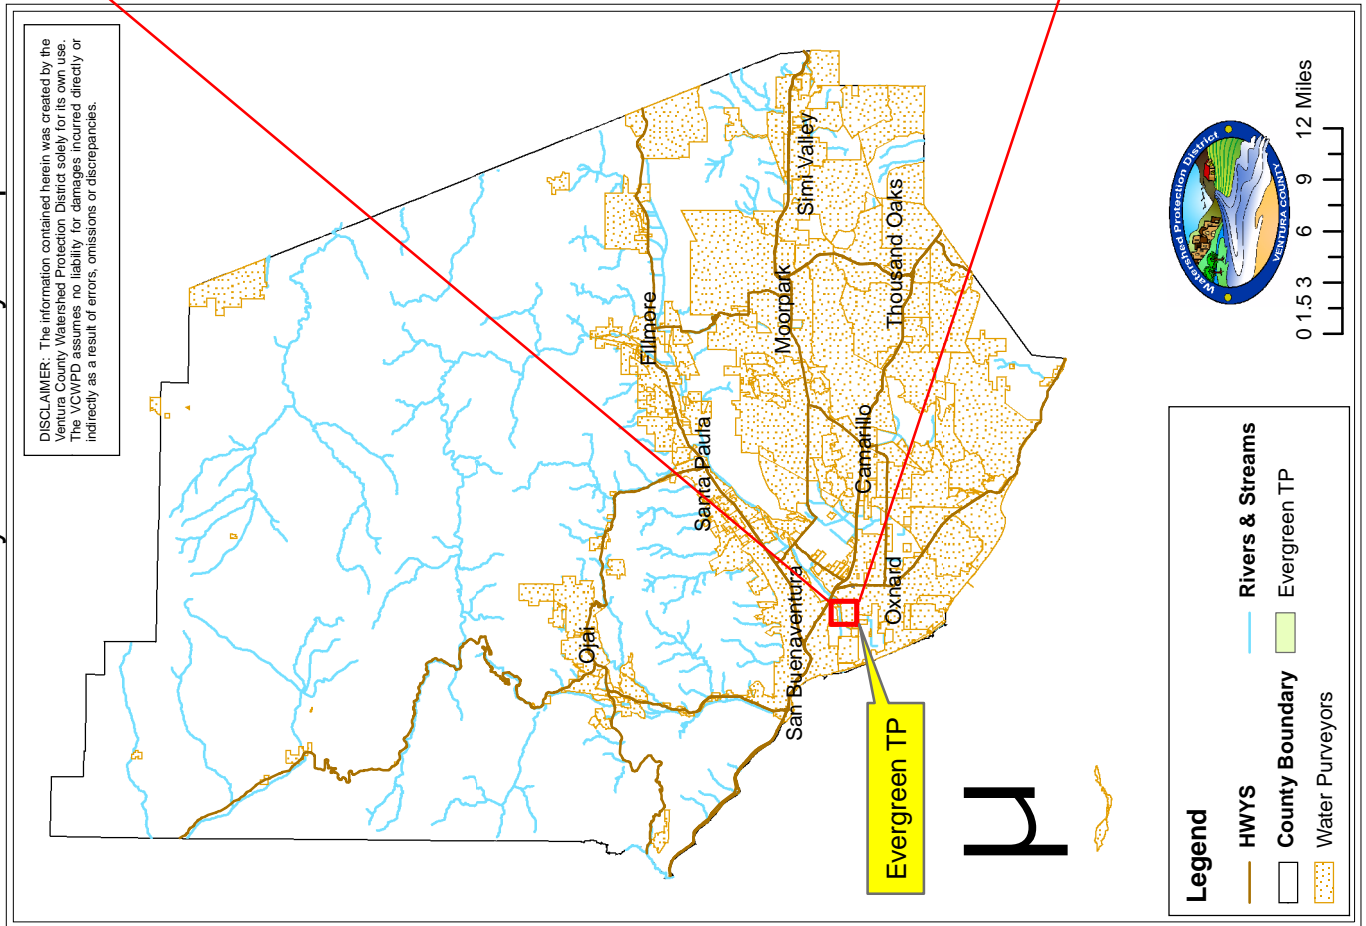 DISCLAIMER: The information contained herein was created by the
Ventura County Watershed Protection District solely for its own use.
The VCWPD assumes no liability for damages incurred directly or
indirectly as a result of errors, omissions or discrepancies.
Fillmore
Simi Valley
Moorpark
Thousand Oaks
Santa Paula
Camarillo
Ojai
San Buenaventura
Oxnard
Evergreen TP
µ
Watershed Protection District
VENTURA COUNTY
0 1.5 3 6 9 12 Miles
Legend
HWYS
County Boundary
Water Purveyors
Rivers & Streams
Evergreen TP